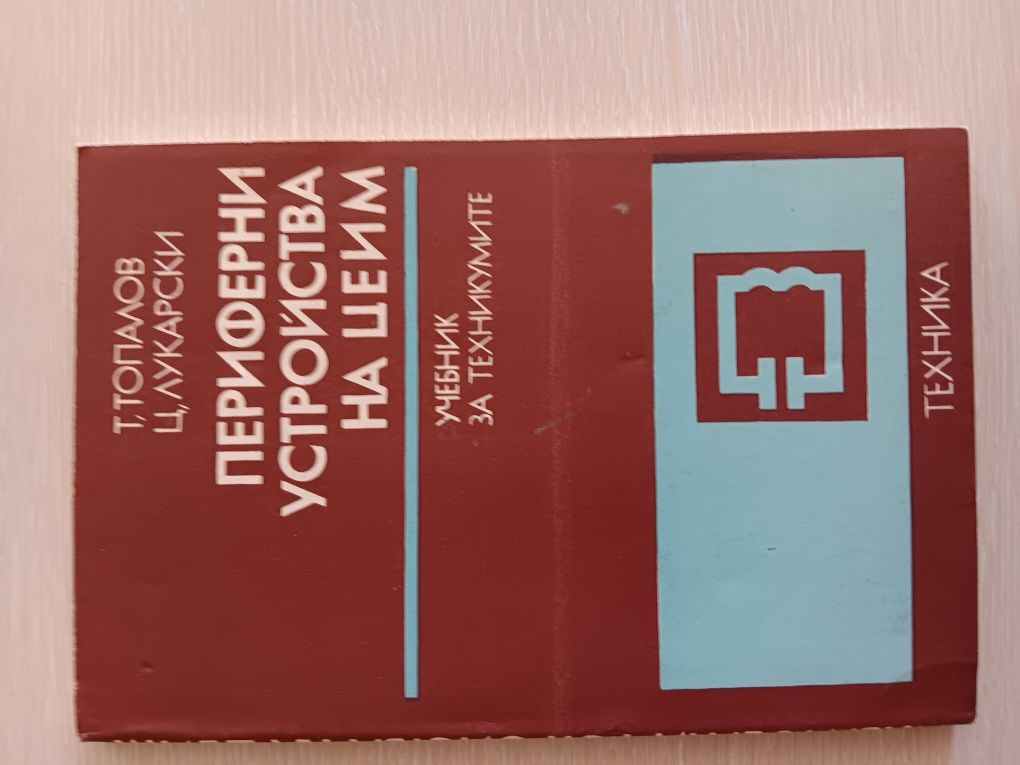 Т. ТОПАЛОВ
Ц. ЛУКАРСКИ
ПЕРИФЕРНИ
УСТРОЙСТВА
НА ЦЕИМ
УЧЕБНИК
ЗА ТЕХНИКУМИТЕ
ТЕХНИКА